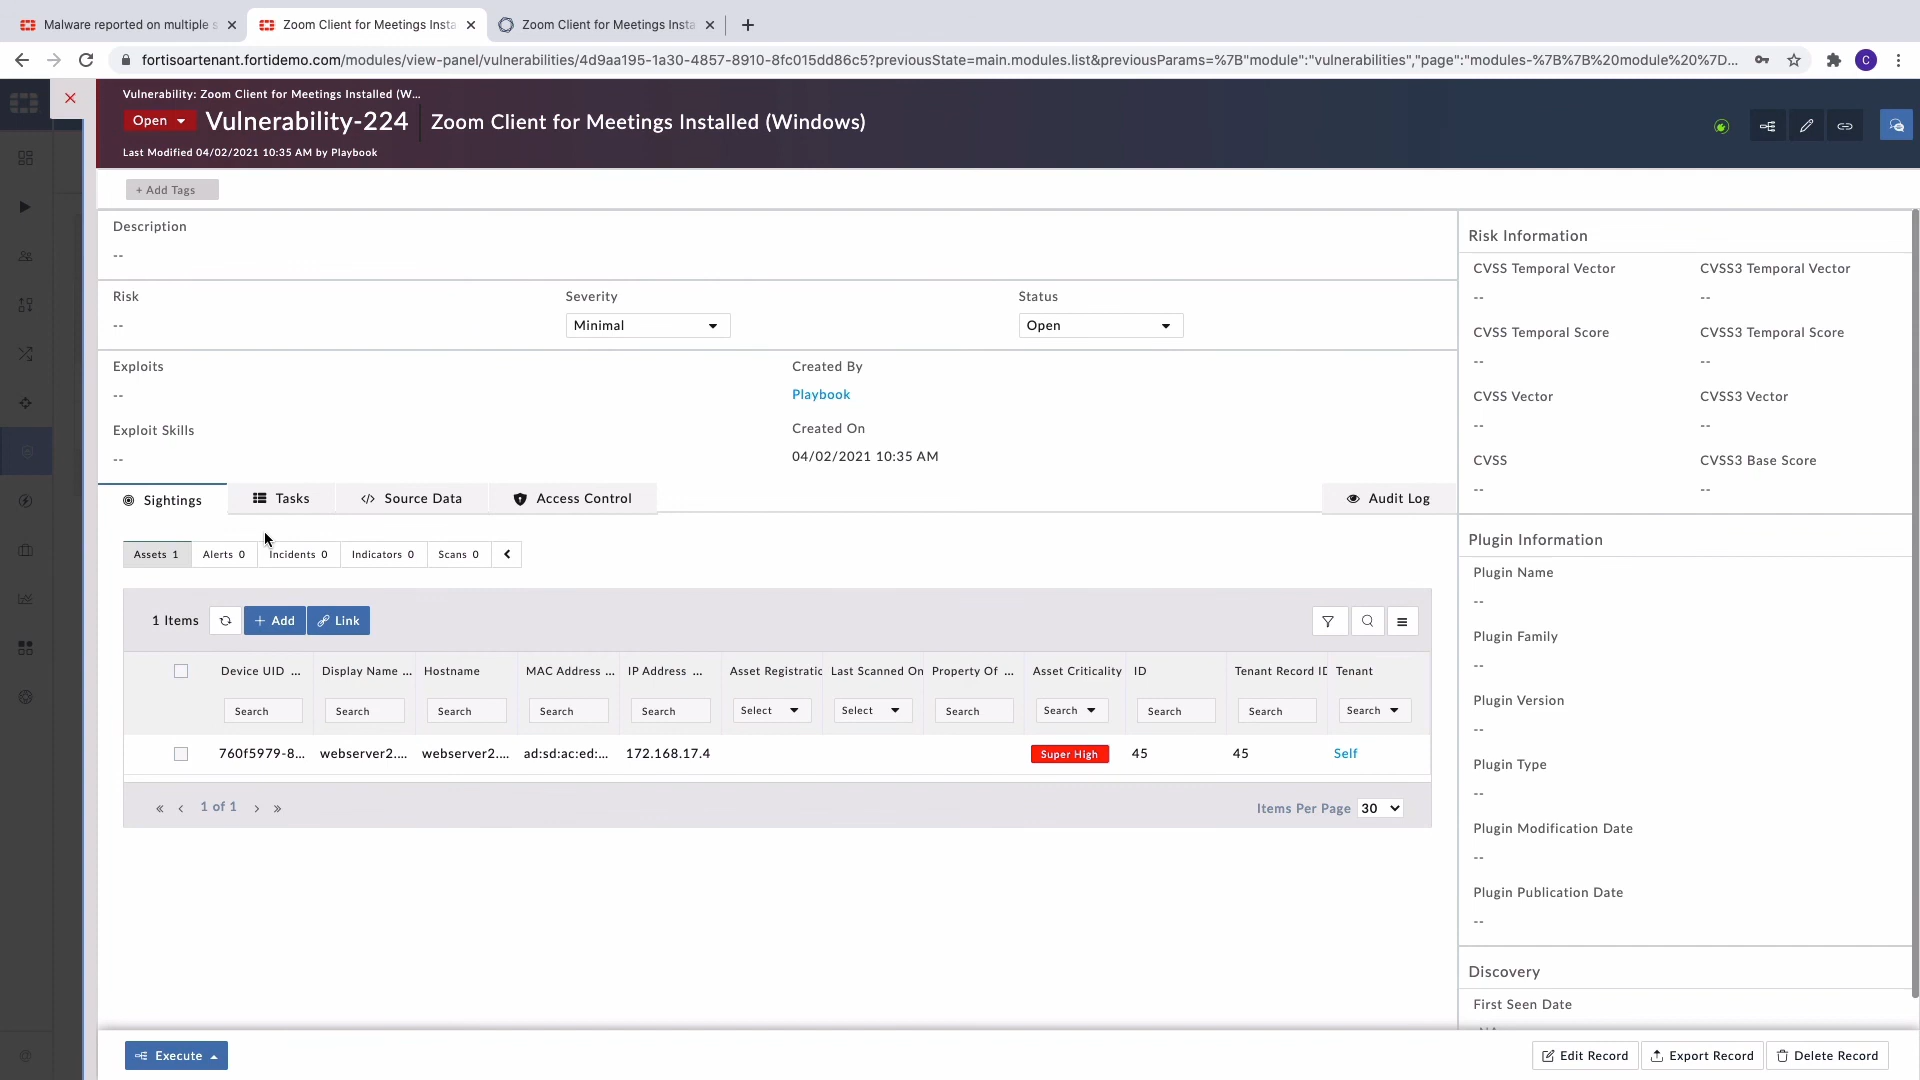 Malware reported on multiple s
Zoom Client for Meetings Insta
Zoom Client for Meetings Insta
fortisoartenant.fortidemo.com/modules/view-panel/vulnerabilities/4d9aa195-1a30-4857-8910-8fc015dd86c5?previousState=main.modules.list&previousParams=%7B"module":"vulnerabilities","page":"modules-%7B%7B%20module%20%7D...
C
Vulnerability: Zoom Client for Meetings Installed (W...
Open Vulnerability-224 Zoom Client for Meetings Installed (Windows)
Last Modified 04/02/2021 10:35 AM by Playbook
+ Add Tags
Description
--
Risk Severity Status
-- Minimal Open
Exploits Created By
-- Playbook
Exploit Skills Created On
-- 04/02/2021 10:35 AM
Sightings Tasks Source Data Access Control Audit Log
Assets 1 Alerts 0 Incidents 0 Indicators 0 Scans 0
1 Items + Add Link
Device UID ... Display Name ... Hostname MAC Address ... IP Address ... Asset Registratic Last Scanned On Property Of ... Asset Criticality ID Tenant Record ID Tenant
Search Search Search Search Search Select Select Search Search Search Search Search
760f5979-8... webserver2.... webserver2.... ad:sd:ac:ed:... 172.168.17.4 Super High 45 45 Self
« ‹ 1 of 1 › » Items Per Page 30
Risk Information
CVSS Temporal Vector CVSS3 Temporal Vector
-- --
CVSS Temporal Score CVSS3 Temporal Score
-- --
CVSS Vector CVSS3 Vector
-- --
CVSS CVSS3 Base Score
-- --
Plugin Information
Plugin Name
--
Plugin Family
--
Plugin Version
--
Plugin Type
--
Plugin Modification Date
--
Plugin Publication Date
--
Discovery
First Seen Date
Execute Edit Record Export Record Delete Record